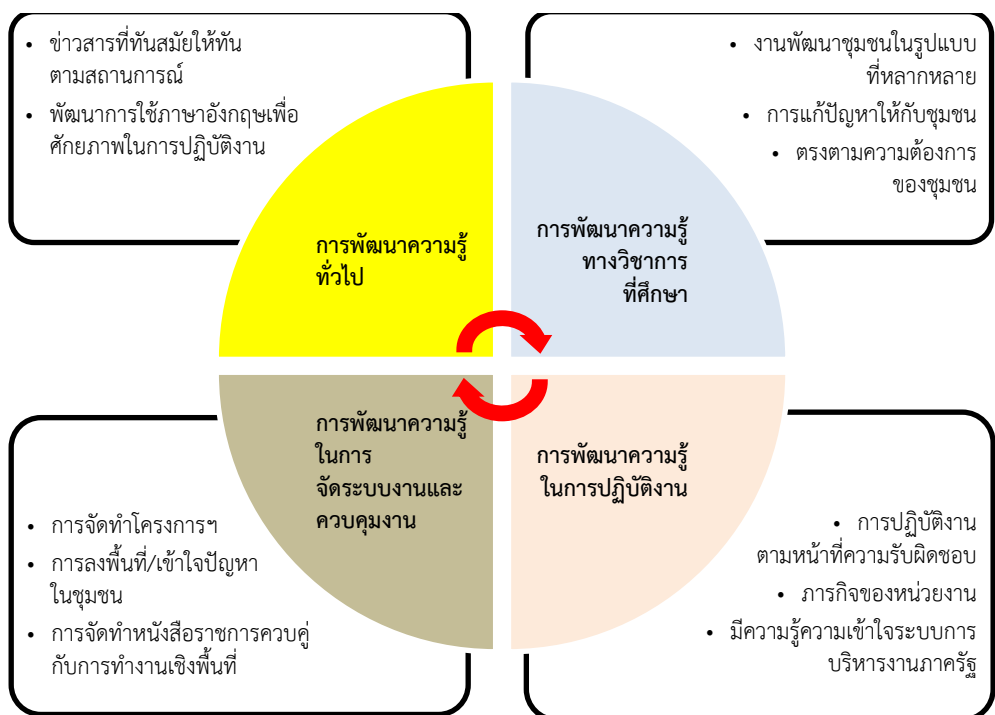 • ข่าวสารที่ทันสมัยให้ทัน
ตามสถานการณ์
• พัฒนาการใช้ภาษาอังกฤษเพื่อ
ศักยภาพในการปฏิบัติงาน
• งานพัฒนาชุมชนในรูปแบบ
ที่หลากหลาย
• การแก้ปัญหาให้กับชุมชน
• ตรงตามความต้องการ
ของชุมชน
การพัฒนาความรู้
ทั่วไป
การพัฒนาความรู้
ทางวิชาการ
ที่ศึกษา
การพัฒนาความรู้
ในการ
จัดระบบงานและ
ควบคุมงาน
การพัฒนาความรู้
ในการปฏิบัติงาน
• การจัดทำโครงการฯ
• การลงพื้นที่/เข้าใจปัญหา
ในชุมชน
• การจัดทำหนังสือราชการควบคู่
กับการทำงานเชิงพื้นที่
• การปฏิบัติงาน
ตามหน้าที่ความรับผิดชอบ
• ภารกิจของหน่วยงาน
• มีความรู้ความเข้าใจระบบการ
บริหารงานภาครัฐ